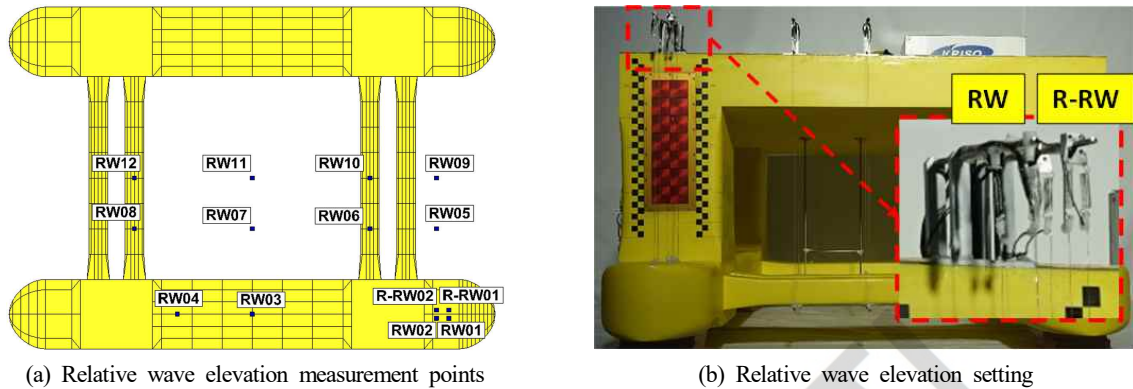 RW12
RW11
RW10
RW09
RW08
RW07
RW06
RW05
RW04
RW03
R-RW02
R-RW01
RW02
RW01
KRISO
RW
R-RW
(a) Relative wave elevation measurement points
(b) Relative wave elevation setting